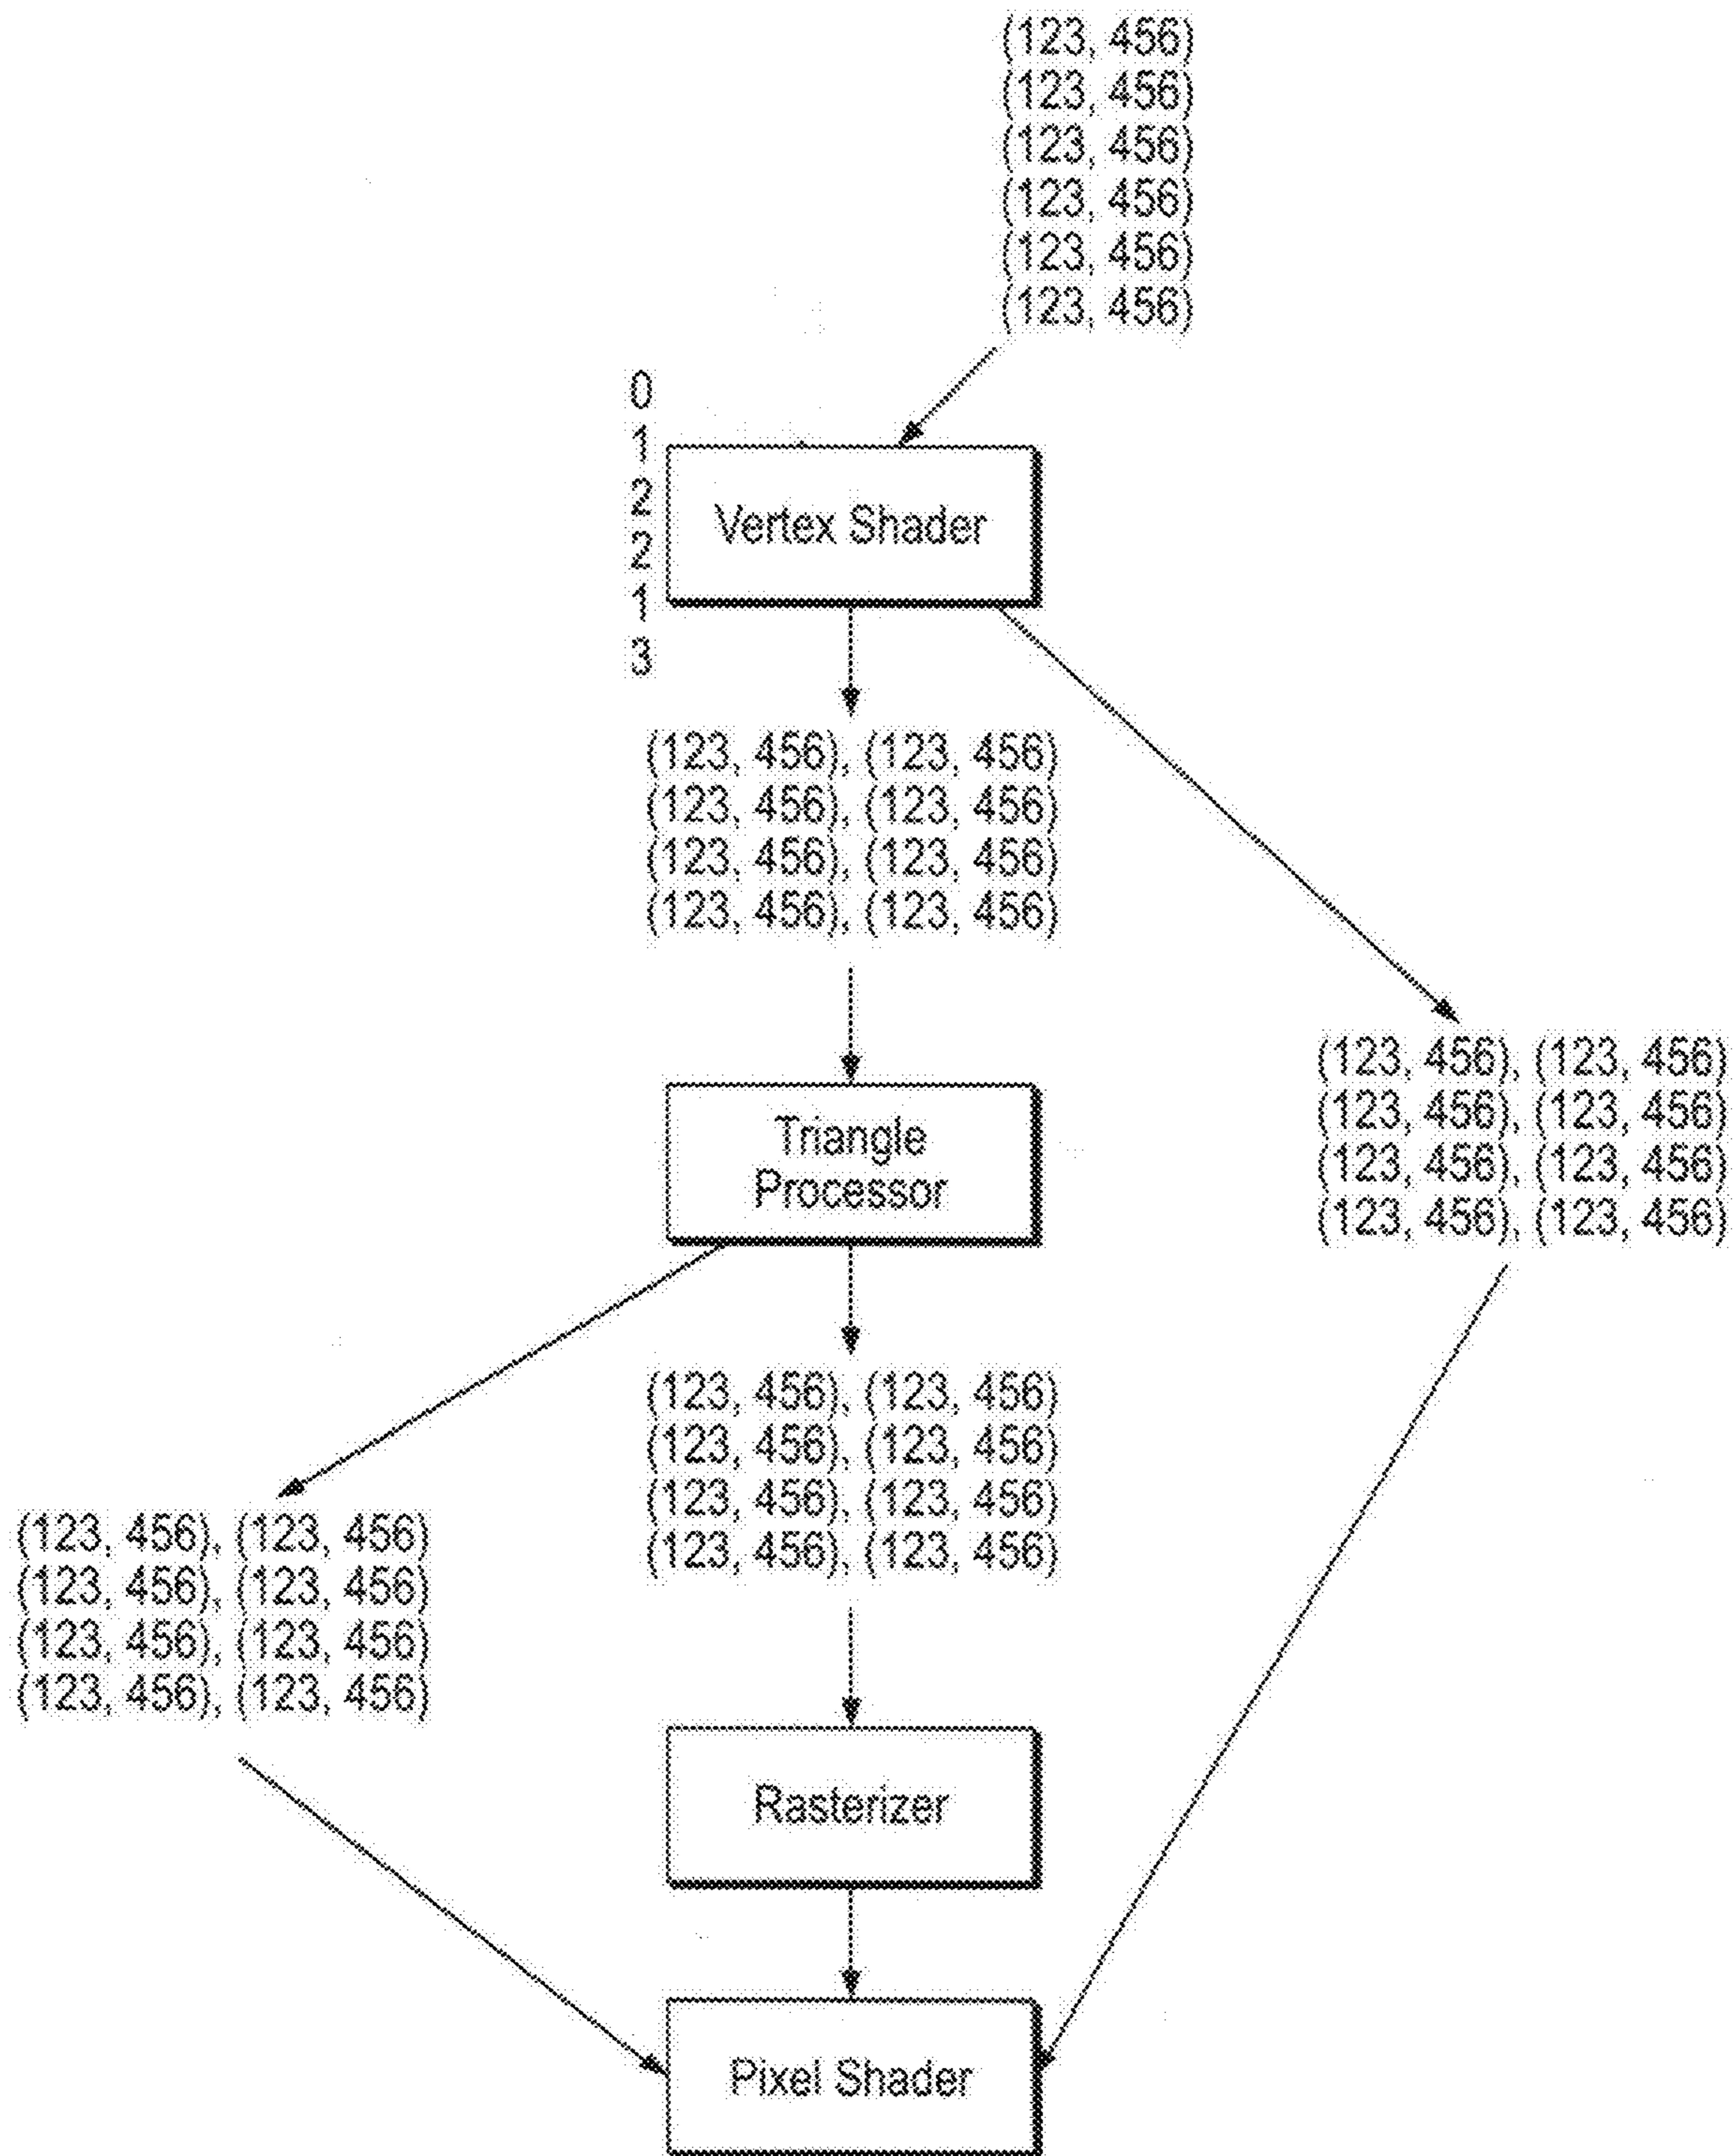 (123, 456)
(123, 456)
(123, 456)
(123, 456)
(123, 456)
(123, 456)
0
1
2
2
1
3
Vertex Shader
(123, 456), (123, 456)
(123, 456), (123, 456)
(123, 456), (123, 456)
(123, 456), (123, 456)
(123, 456), (123, 456)
(123, 456), (123, 456)
(123, 456), (123, 456)
(123, 456), (123, 456)
Triangle
Processor
(123, 456), (123, 456)
(123, 456), (123, 456)
(123, 456), (123, 456)
(123, 456), (123, 456)
(123, 456), (123, 456)
(123, 456), (123, 456)
(123, 456), (123, 456)
(123, 456), (123, 456)
Rasterizer
Pixel Shader